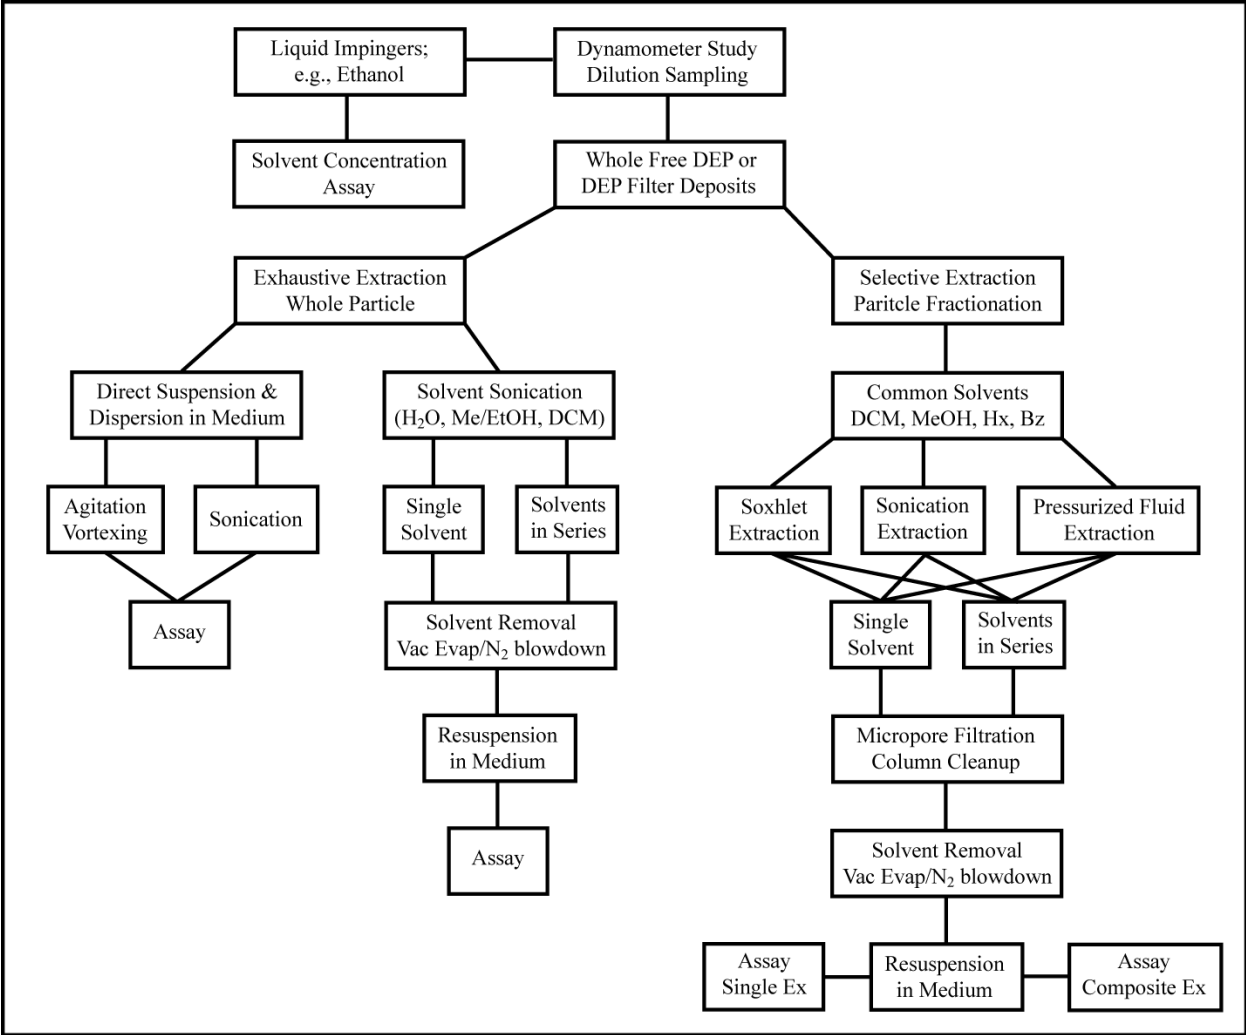 Liquid Impingers;
e.g., Ethanol
Dynamometer Study
Dilution Sampling
Solvent Concentration
Assay
Whole Free DEP or
DEP Filter Deposits
Exhaustive Extraction
Whole Particle
Selective Extraction
Paritcle Fractionation
Direct Suspension &
Dispersion in Medium
Solvent Sonication
(H₂O, Me/EtOH, DCM)
Common Solvents
DCM, MeOH, Hx, Bz
Agitation
Vortexing
Sonication
Single
Solvent
Solvents
in Series
Soxhlet
Extraction
Sonication
Extraction
Pressurized Fluid
Extraction
Assay
Solvent Removal
Vac Evap/N₂ blowdown
Single
Solvent
Solvents
in Series
Resuspension
in Medium
Micropore Filtration
Column Cleanup
Assay
Solvent Removal
Vac Evap/N₂ blowdown
Assay
Single Ex
Resuspension
in Medium
Assay
Composite Ex